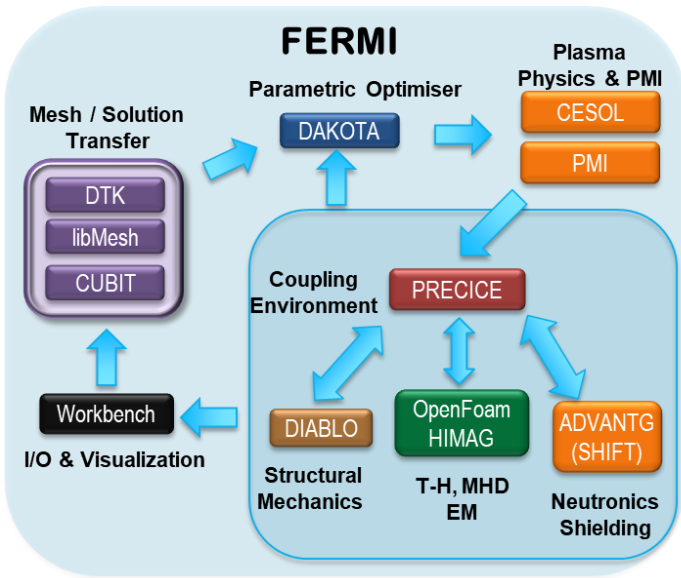 FERMI
Plasma
Physics & PMI
CESOL
PMI
Parametric Optimiser
DAKOTA
Mesh / Solution
Transfer
DTK
libMesh
CUBIT
Coupling
Environment
PRECICE
Workbench
I/O & Visualization
DIABLO
Structural
Mechanics
OpenFoam
HIMAG
T-H, MHD
EM
ADVANTG
(SHIFT)
Neutronics
Shielding